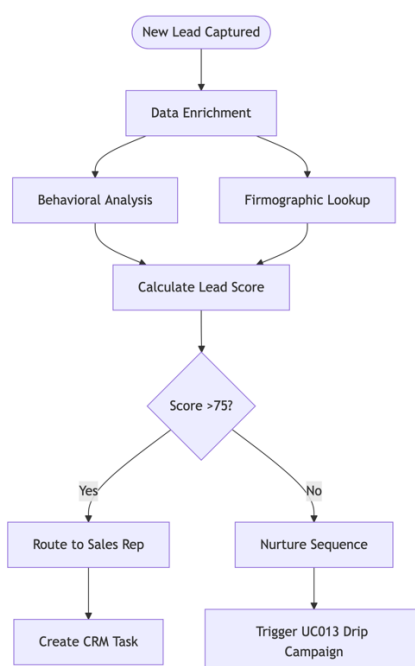 New Lead Captured
Data Enrichment
Behavioral Analysis
Firmographic Lookup
Calculate Lead Score
Score >75?
Yes
No
Route to Sales Rep
Nurture Sequence
Create CRM Task
Trigger UC013 Drip
Campaign